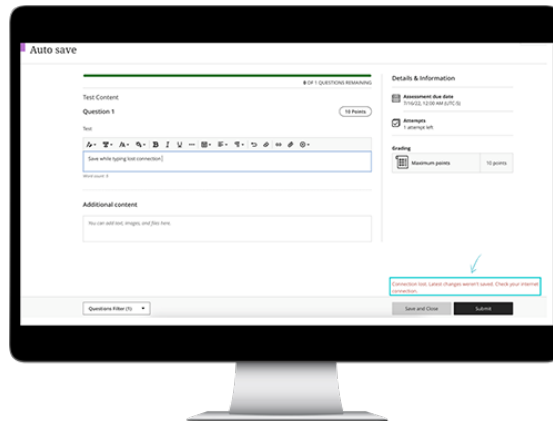 Auto save
0 OF 1 QUESTIONS REMAINING
Test Content
Question 1
10 Points
Text
Save while typing lost connection
Word count: 5
Additional content
You can add text, images, and files here.
Details & Information
Assessment due date
7/16/22, 12:00 AM (UTC-5)
Attempts
1 attempt left
Grading
Maximum points
10 points
Connection lost. Latest changes weren't saved. Check your internet
connection.
Questions Filter (1)
Save and Close
Submit